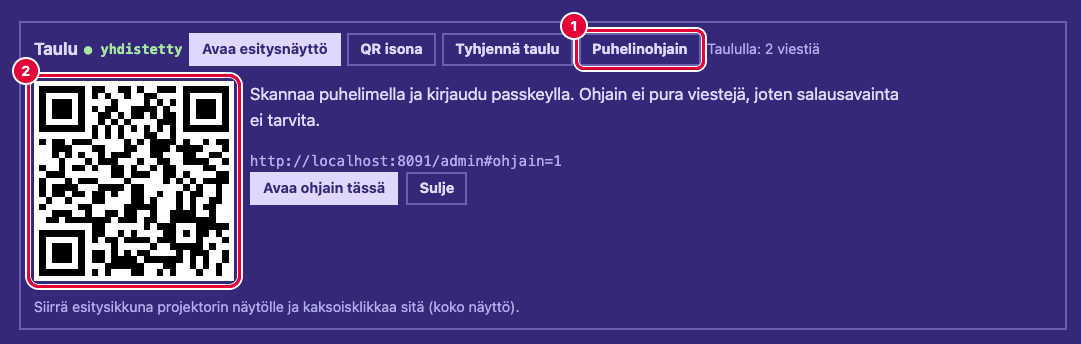 1
Taulu ● yhdistetty Avaa esitysnäyttö QR isona Tyhjennä taulu Puhelinohjain Taululla: 2 viestiä
2
Skannaa puhelimella ja kirjaudu passkeylla. Ohjain ei pura viestejä, joten salausavainta
ei tarvita.
http://localhost:8091/admin#ohjain=1
Avaa ohjain tässä Sulje
Siirrä esitysikkuna projektorin näytölle ja kaksoisklikkaa sitä (koko näyttö).